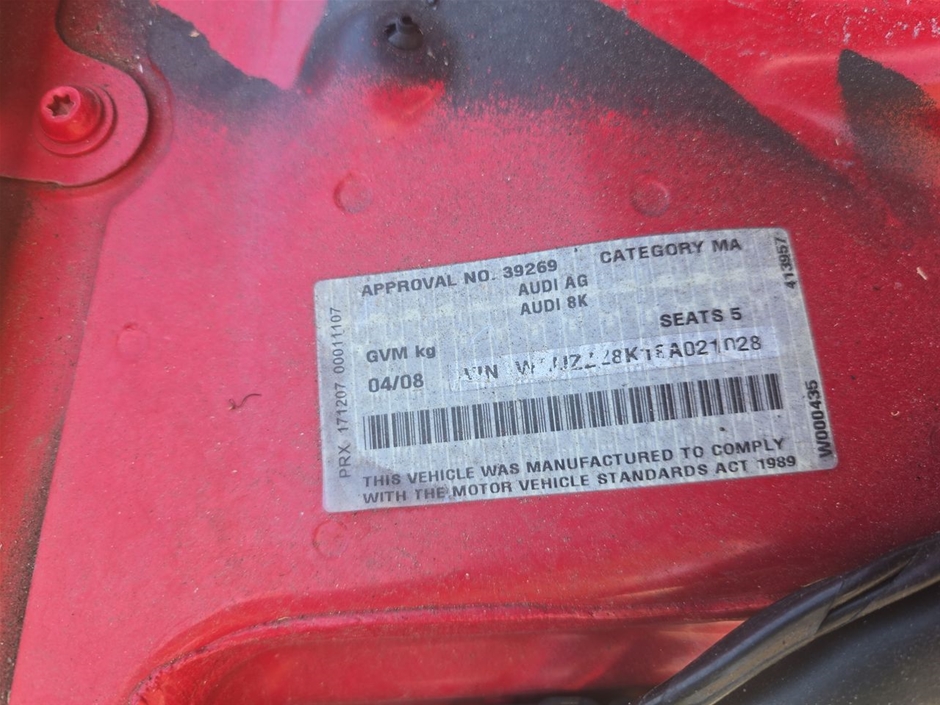 APPROVAL NO. 39269 CATEGORY MA
AUDI AG
AUDI 8K
SEATS 5
GVM kg
04/08
THIS VEHICLE WAS MANUFACTURED TO COMPLY
WITH THE MOTOR VEHICLE STANDARDS ACT 1989
PRX 171207 00011107
413957
W000435